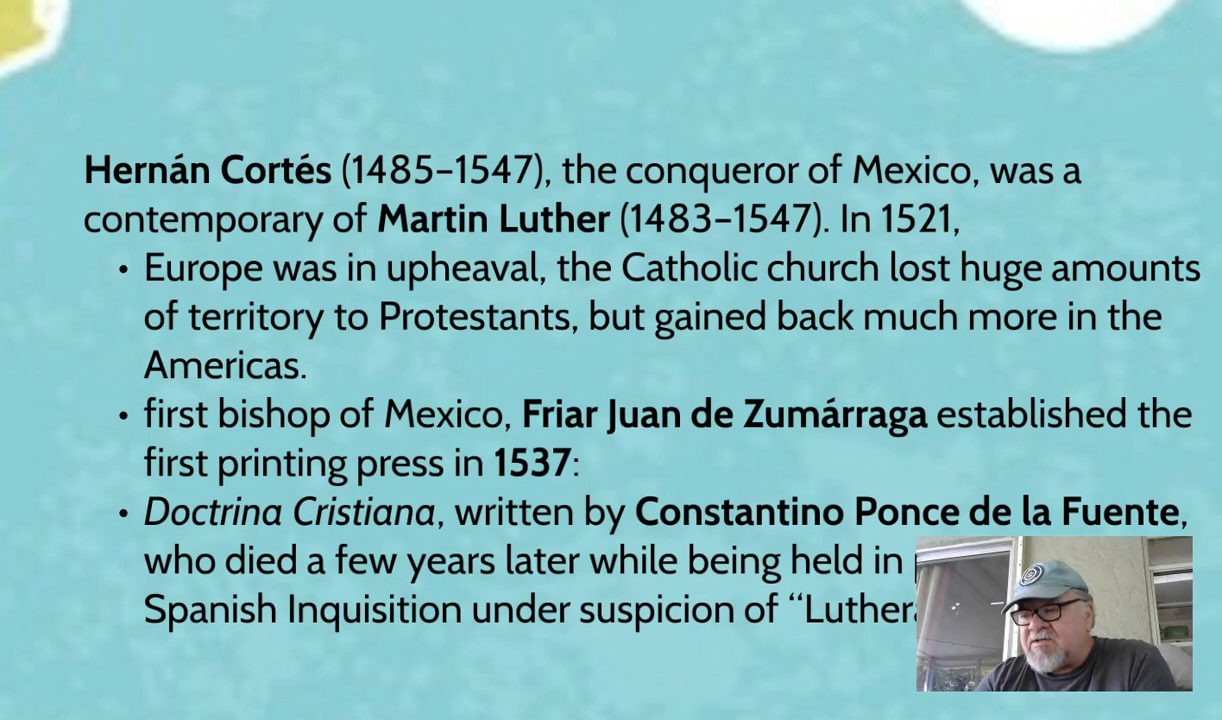 Hernán Cortés (1485–1547), the conqueror of Mexico, was a
contemporary of Martin Luther (1483–1547). In 1521,
• Europe was in upheaval, the Catholic church lost huge amounts
of territory to Protestants, but gained back much more in the
Americas.
• first bishop of Mexico, Friar Juan de Zumárraga established the
first printing press in 1537:
• Doctrina Cristiana, written by Constantino Ponce de la Fuente,
who died a few years later while being held in
Spanish Inquisition under suspicion of “